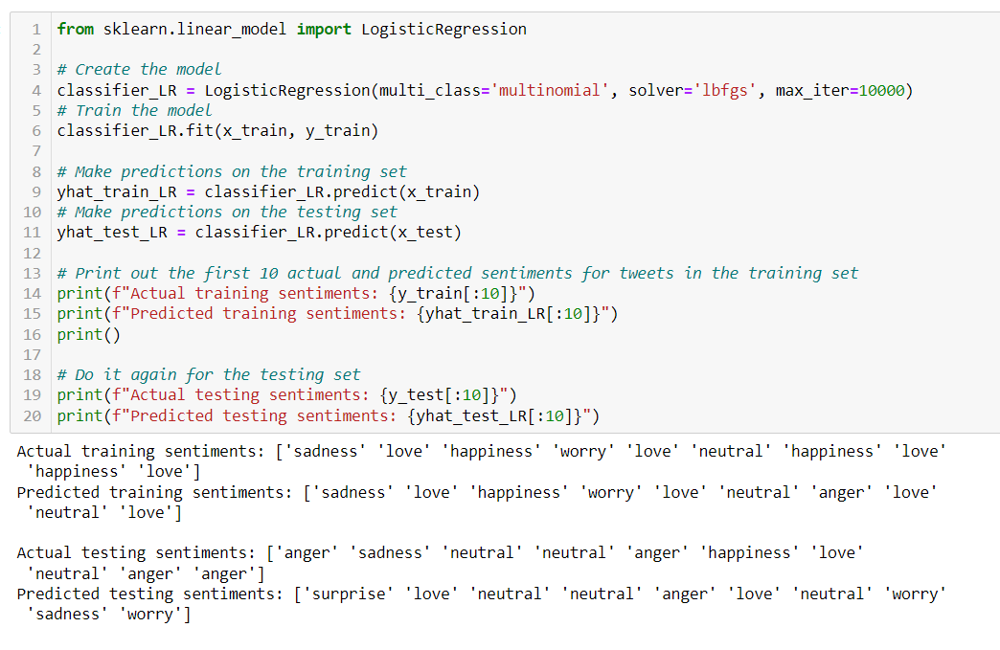 1 from sklearn.linear_model import LogisticRegression
2
3 # Create the model
4 classifier_LR = LogisticRegression(multi_class='multinomial', solver='lbfgs', max_iter=10000)
5 # Train the model
6 classifier_LR.fit(x_train, y_train)
7
8 # Make predictions on the training set
9 yhat_train_LR = classifier_LR.predict(x_train)
10 # Make predictions on the testing set
11 yhat_test_LR = classifier_LR.predict(x_test)
12
13 # Print out the first 10 actual and predicted sentiments for tweets in the training set
14 print(f"Actual training sentiments: {y_train[:10]}")
15 print(f"Predicted training sentiments: {yhat_train_LR[:10]}")
16 print()
17
18 # Do it again for the testing set
19 print(f"Actual testing sentiments: {y_test[:10]}")
20 print(f"Predicted testing sentiments: {yhat_test_LR[:10]}")
Actual training sentiments: ['sadness' 'love' 'happiness' 'worry' 'love' 'neutral' 'happiness' 'love'
 'happiness' 'love']
Predicted training sentiments: ['sadness' 'love' 'happiness' 'worry' 'love' 'neutral' 'anger' 'love'
 'neutral' 'love']

Actual testing sentiments: ['anger' 'sadness' 'neutral' 'neutral' 'anger' 'happiness' 'love'
 'neutral' 'anger' 'anger']
Predicted testing sentiments: ['surprise' 'love' 'neutral' 'neutral' 'anger' 'love' 'neutral' 'worry'
 'sadness' 'worry']